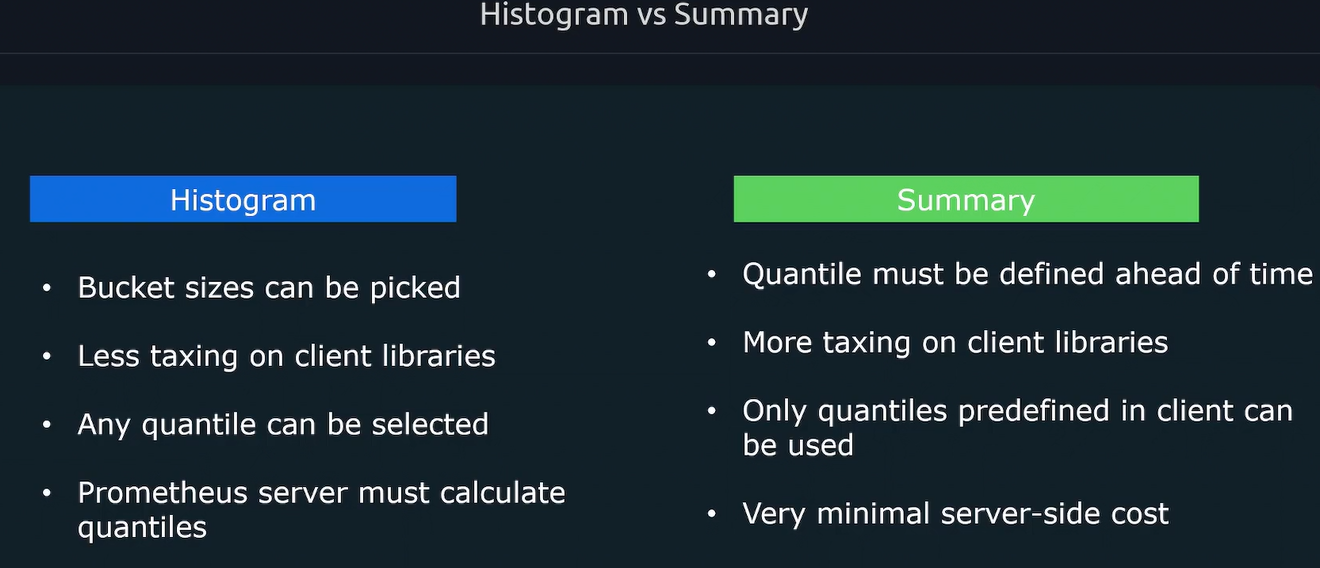 Histogram vs Summary
Histogram
• Bucket sizes can be picked
• Less taxing on client libraries
• Any quantile can be selected
• Prometheus server must calculate
quantiles
Summary
• Quantile must be defined ahead of time
• More taxing on client libraries
• Only quantiles predefined in client can
be used
• Very minimal server-side cost